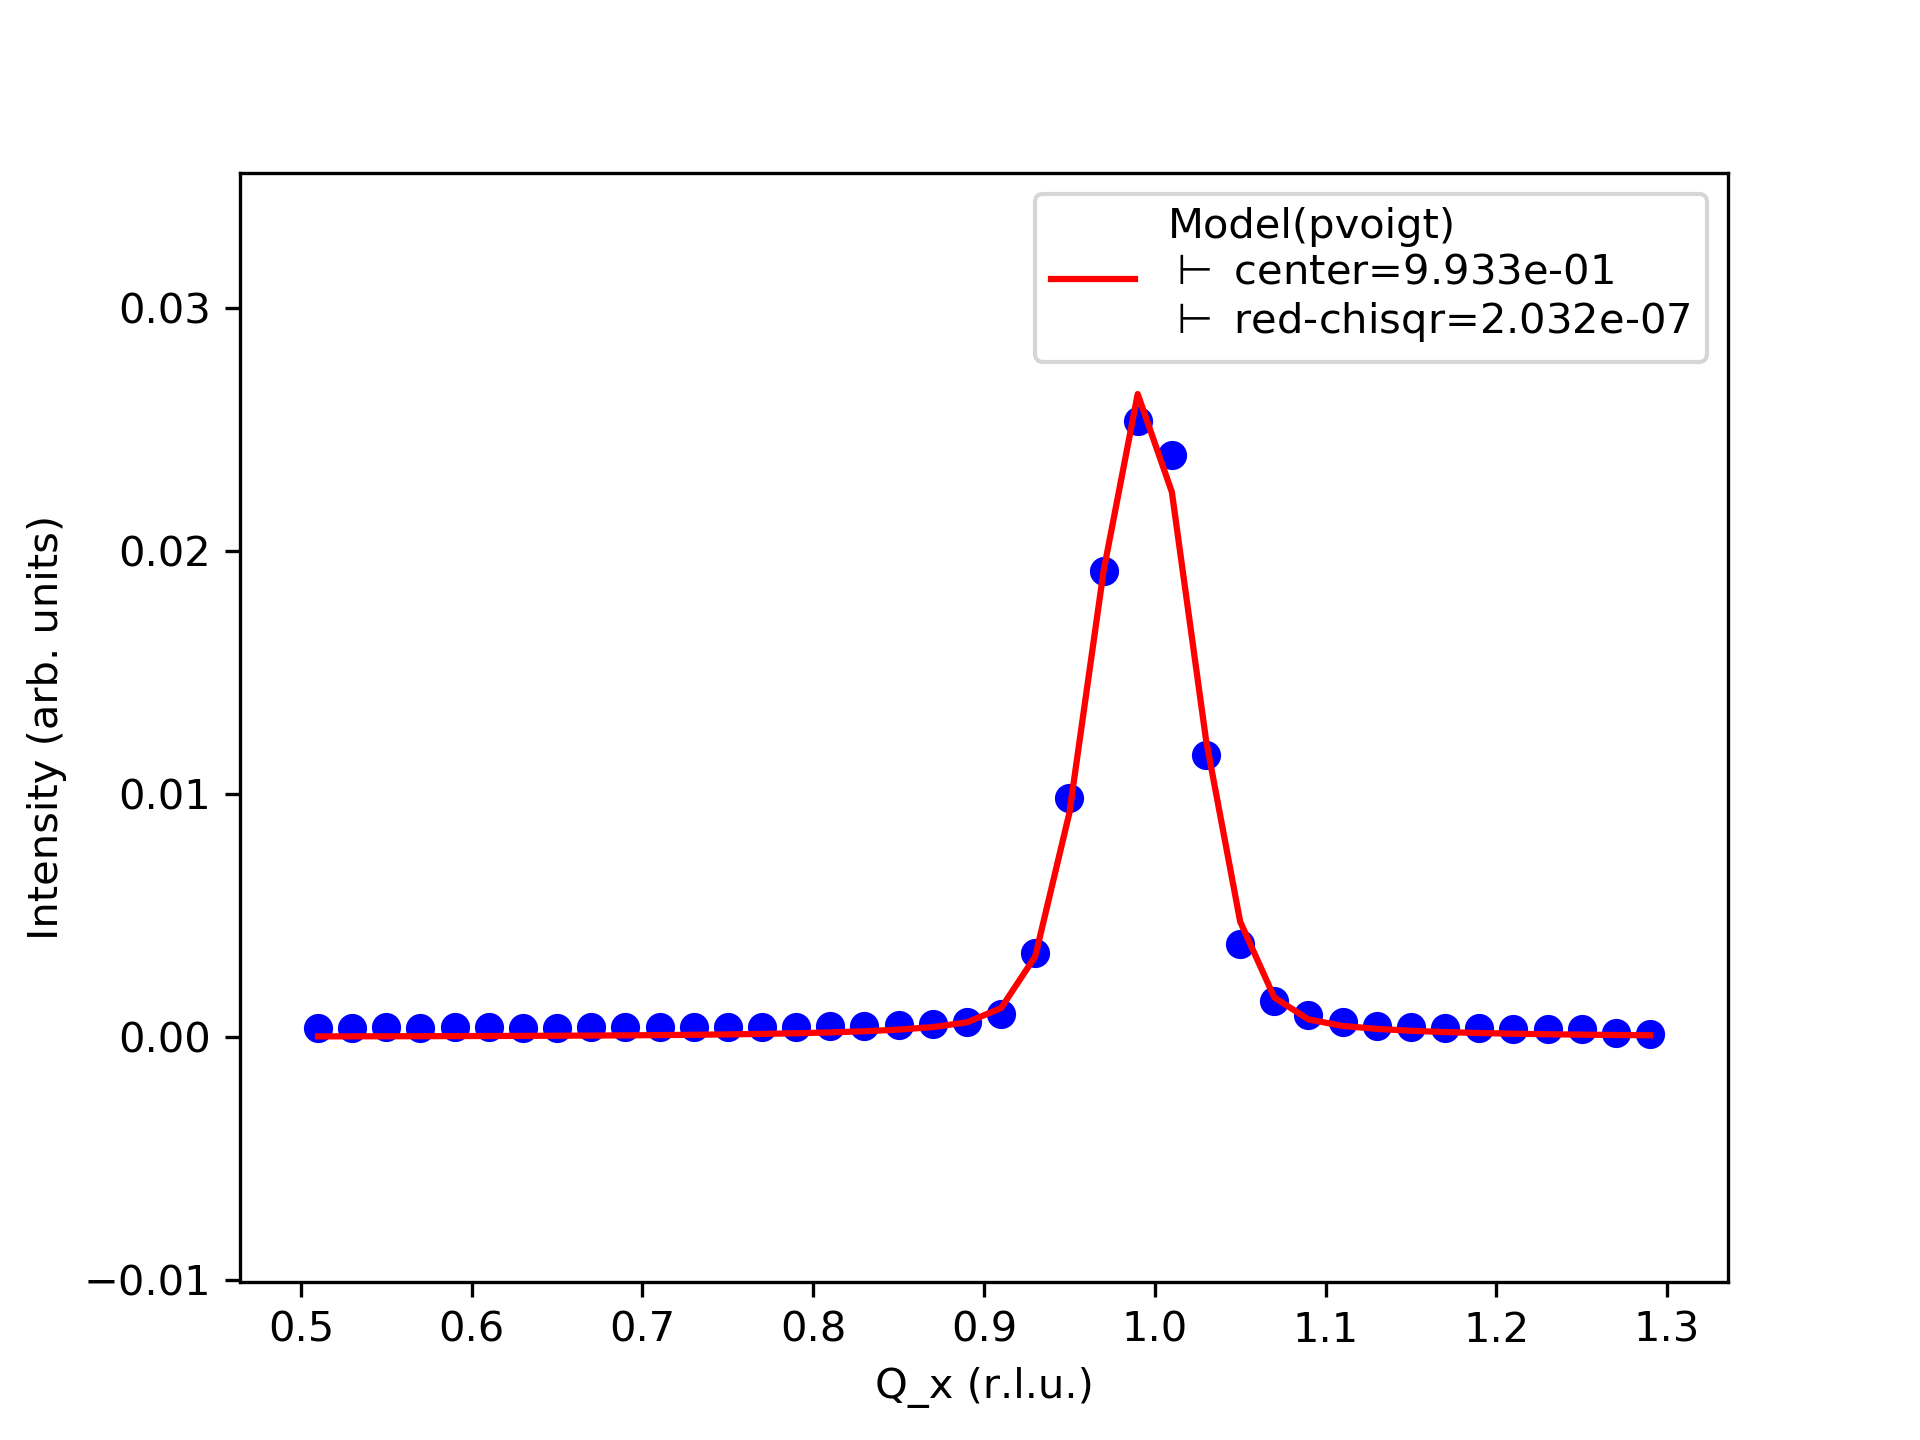 Model(pvoigt)
⊢ center=9.933e-01
⊢ red-chisqr=2.032e-07
0.03
0.02
0.01
0.00
−0.01
Intensity (arb. units)
0.5 0.6 0.7 0.8 0.9 1.0 1.1 1.2 1.3
Q_x (r.l.u.)